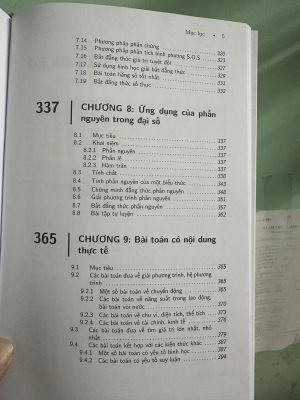 Mục lục • 5
7.14 Phương pháp phản chứng 320
7.15 Phương pháp phân tích bình phương S.O.S 320
7.16 Bất đẳng thức giá trị tuyệt đối 327
7.17 Sử dụng hình học giải bất đẳng thức 329
7.18 Bài toán hằng số tốt nhất 331
7.19 Bất đẳng thức số thực 332
337 CHƯƠNG 8: Ứng dụng của phần
nguyên trong đại số
8.1 Mục tiêu 337
8.2 Khái niệm 337
8.2.1 Phần nguyên 337
8.2.2 Phần lẻ 337
8.2.3 Hàm trần 337
8.3 Tính chất 338
8.4 Tính phần nguyên của một biểu thức 343
8.5 Chứng minh đẳng thức phần nguyên 348
8.6 Giải phương trình phần nguyên 351
8.7 Bất đẳng thức phần nguyên 357
8.8 Bài tập tự luyện 362
365 CHƯƠNG 9: Bài toán có nội dung
thực tế
9.1 Mục tiêu 365
9.2 Các bài toán đưa về giải phương trình, hệ phương
trình 365
9.2.1 Một số bài toán về chuyển động 365
9.2.2 Các bài toán về năng suất trong lao động,
bài toán vòi nước 370
9.2.3 Các bài toán về chu vi, diện tích, thể tích 373
9.2.4 Các bài toán về tài chính, kinh tế 376
9.3 Các bài toán đưa về tìm giá trị lớn nhất, nhỏ
nhất 379
9.4 Các bài toán kết hợp với các kiến thức khác 387
9.4.1 Một số bài toán có yếu tố hình học 387
9.4.2 Các bài toán có yếu tố suy luận 394